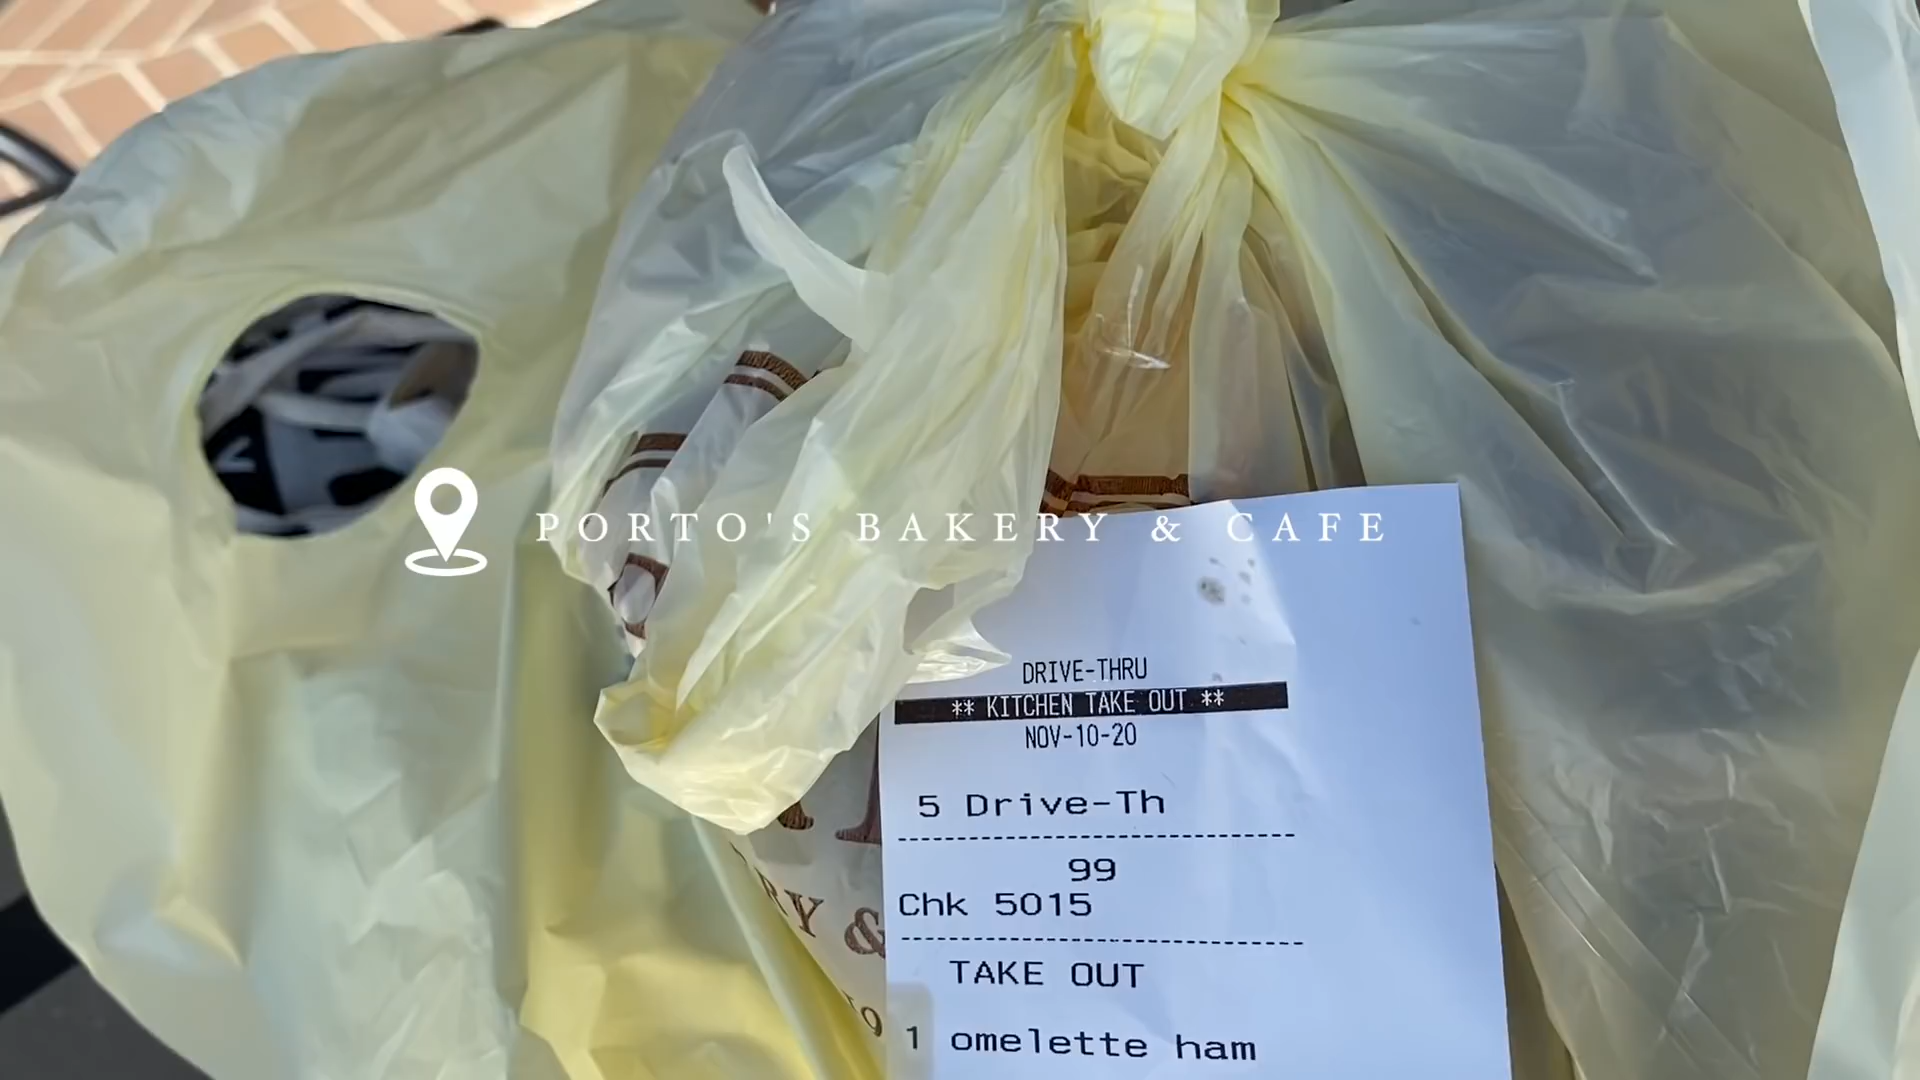 PORTO'S BAKERY & CAFE
DRIVE-THRU
** KITCHEN TAKE OUT **
NOV-10-20
5 Drive-Th
99
Chk 5015
TAKE OUT
1 omelette ham
RY &